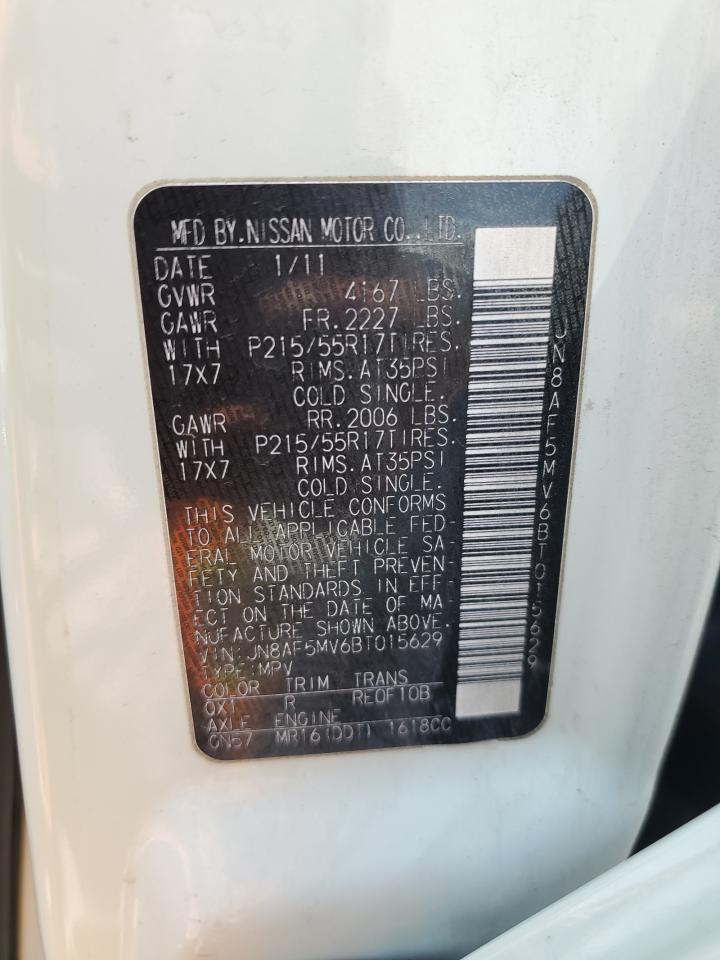 MFD BY.NISSAN MOTOR CO.,LTD.
DATE 1/11
GVWR 4167 LBS.
GAWR FR.2227 LBS.
WITH P215/55R17TIRES.
17X7 RIMS.AT35PSI
COLD SINGLE.
GAWR RR.2006 LBS.
WITH P215/55R17TIRES.
17X7 RIMS.AT35PSI
COLD SINGLE.
THIS VEHICLE CONFORMS
TO ALL APPLICABLE FED-
ERAL MOTOR VEHICLE SA
FETY AND THEFT PREVEN-
TION STANDARDS IN EFF-
ECT ON THE DATE OF MA
NUFACTURE SHOWN ABOVE.
VIN:JN8AF5MV6BT015629
TYPE:MPV
COLOR TRIM TRANS
QX1 R RE0F10B
AXLE ENGINE
GN57 MR16(DDT) 1618CC
JN8AF5MV6BT015629